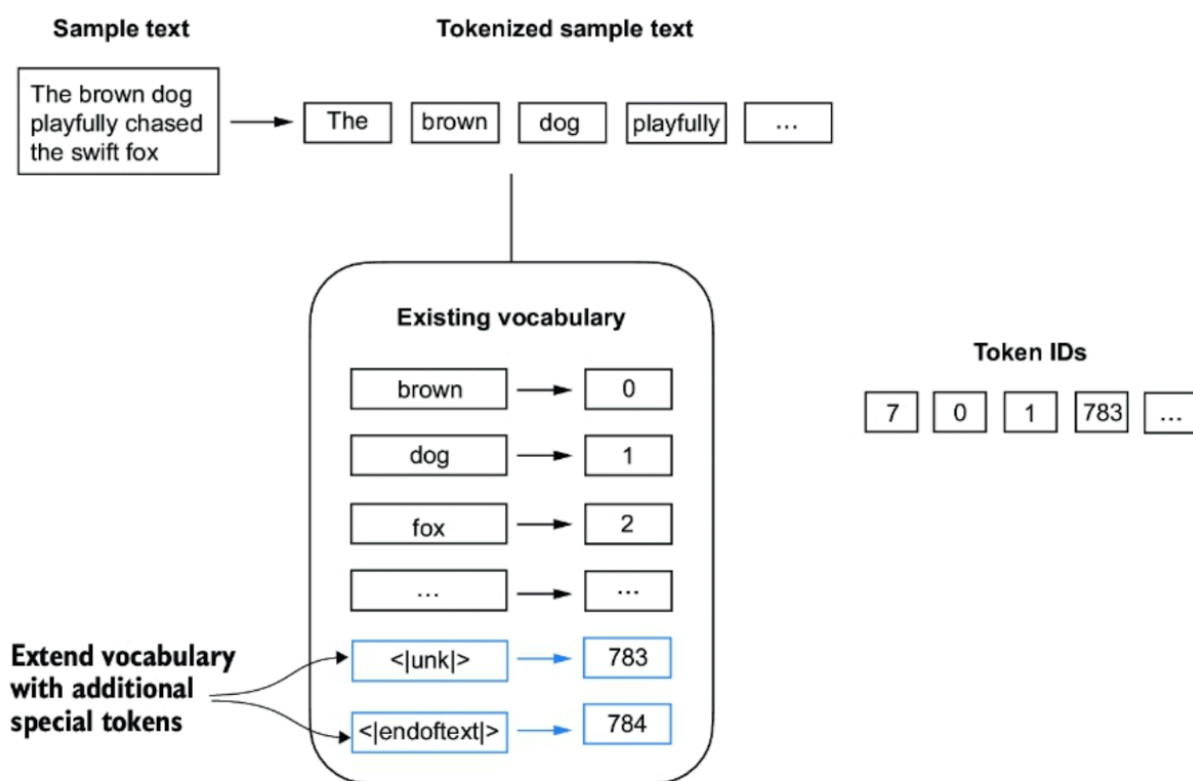 Sample text
Tokenized sample text
The brown dog
playfully chased
the swift fox
The brown dog playfully ...
Existing vocabulary
brown 0
dog 1
fox 2
... ...
<|unk|> 783
<|endoftext|> 784
Extend vocabulary
with additional
special tokens
Token IDs
7 0 1 783 ...